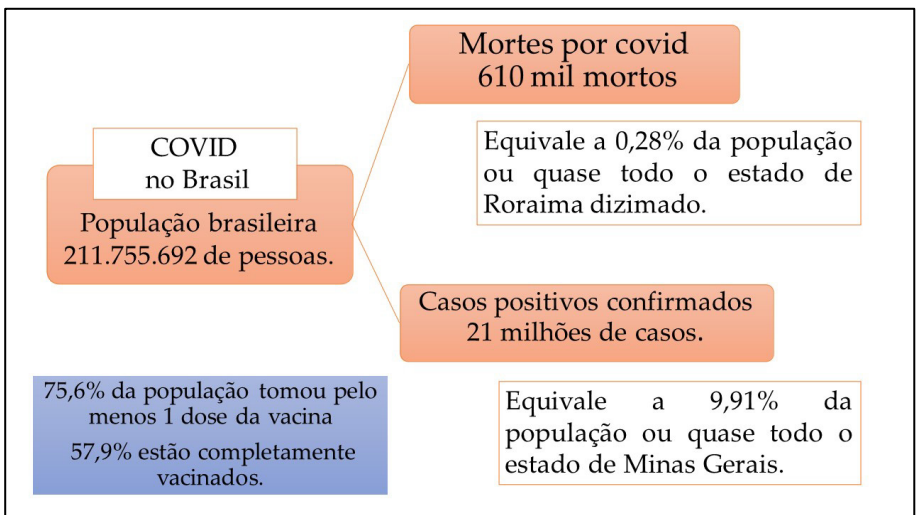 COVID
no Brasil
População brasileira
211.755.692 de pessoas.
Mortes por covid
610 mil mortos
Equivale a 0,28% da população
ou quase todo o estado de
Roraima dizimado.
Casos positivos confirmados
21 milhões de casos.
Equivale a 9,91% da
população ou quase todo o
estado de Minas Gerais.
75,6% da população tomou pelo
menos 1 dose da vacina
57,9% estão completamente
vacinados.